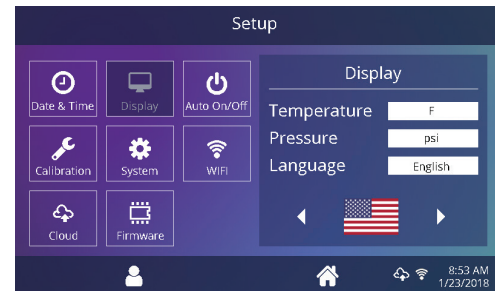 Setup
Date & Time
Display
Auto On/Off
Calibration
System
WIFI
Cloud
Firmware
Display
Temperature F
Pressure psi
Language English
8:53 AM
1/23/2018